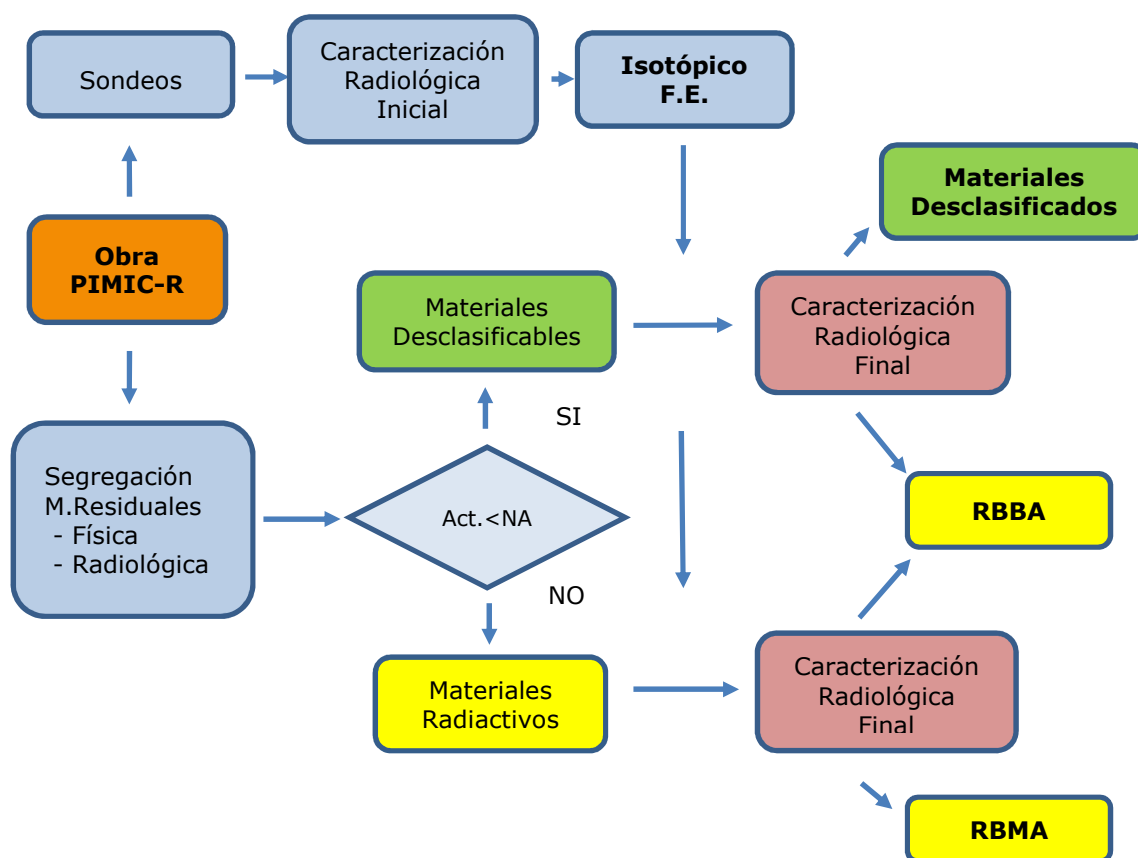 Sondeos
Caracterización
Radiológica
Inicial
Isotópico
F.E.
Materiales
Desclasificados
Obra
PIMIC-R
Materiales
Desclasificables
Caracterización
Radiológica
Final
SI
Segregación
M.Residuales
- Física
- Radiológica
Act.<NA
RBBA
NO
Materiales
Radiactivos
Caracterización
Radiológica
Final
RBMA